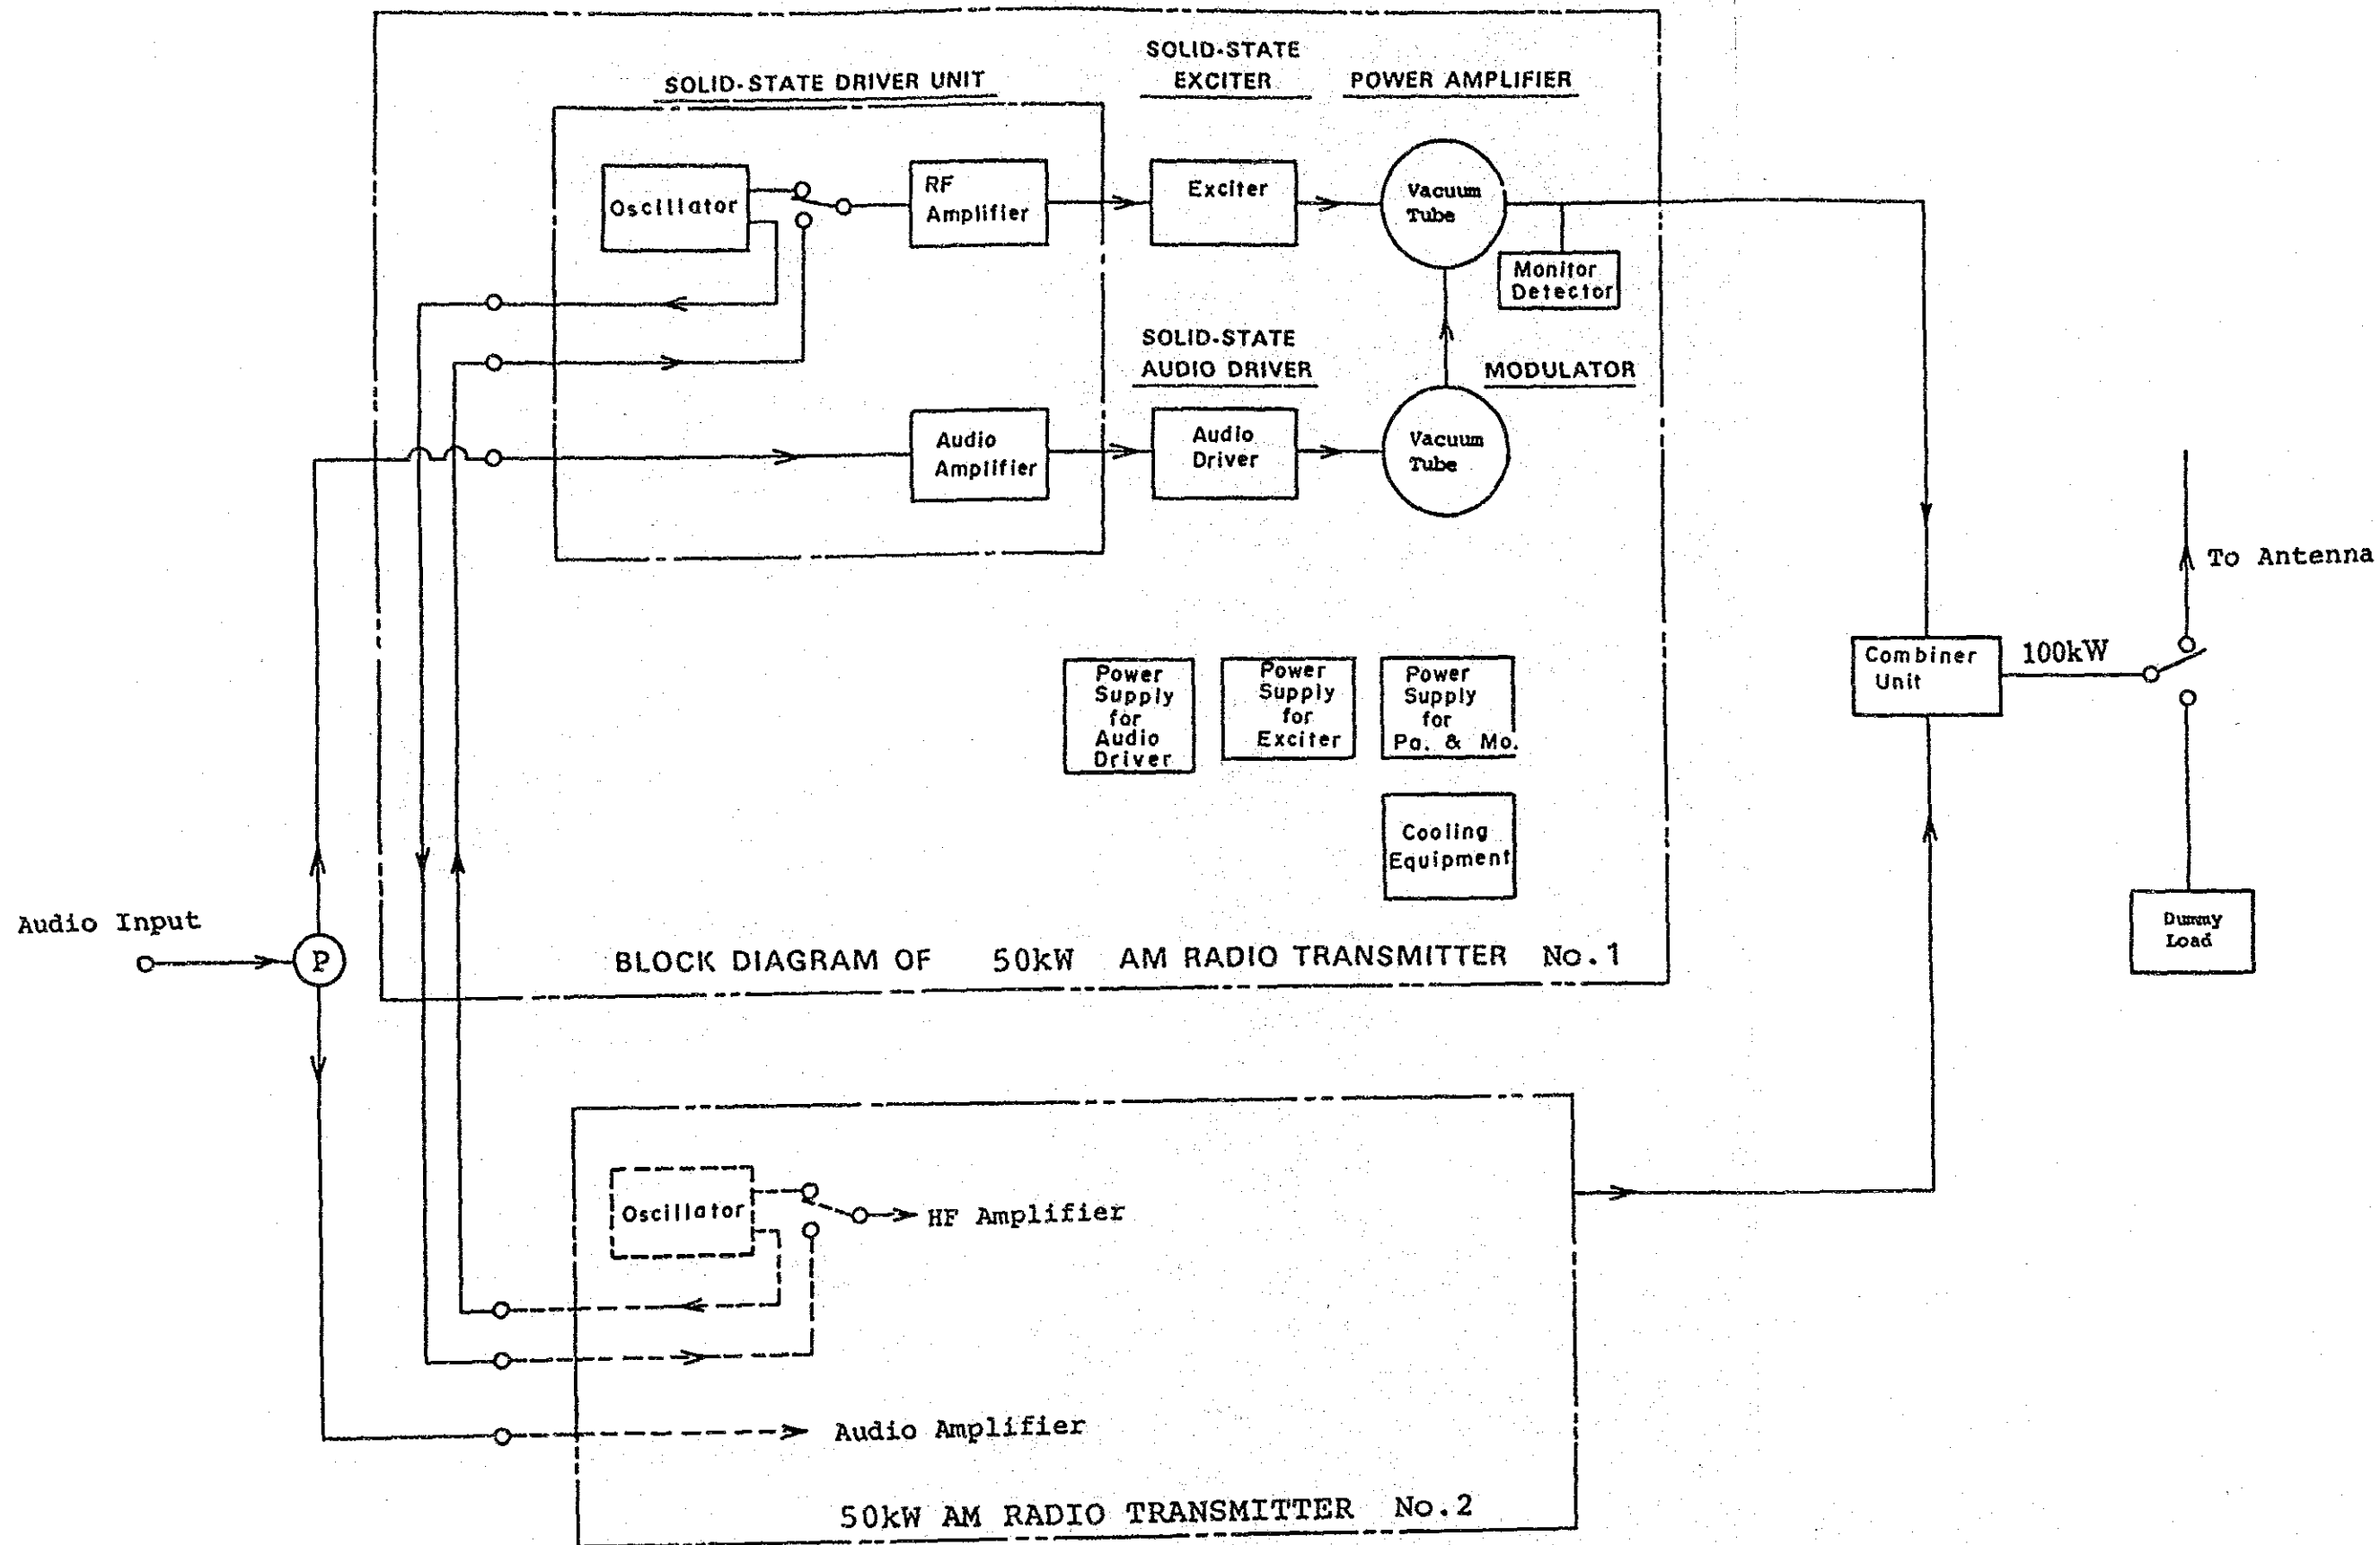 SOLID-STATE DRIVER UNIT
SOLID-STATE
EXCITER
POWER AMPLIFIER
Oscillator
RF
Amplifier
Exciter
Vacuum
Tube
Monitor
Detector
SOLID-STATE
AUDIO DRIVER
MODULATOR
Audio
Amplifier
Audio
Driver
Vacuum
Tube
To Antenna
Power
Supply
for
Audio
Driver
Power
Supply
for
Exciter
Power
Supply
for
Pa. & Mo.
Combiner
Unit
100kW
Cooling
Equipment
Dummy
Load
Audio Input
P
BLOCK DIAGRAM OF 50kW AM RADIO TRANSMITTER No.1
Oscillator
HF Amplifier
Audio Amplifier
50kW AM RADIO TRANSMITTER No.2